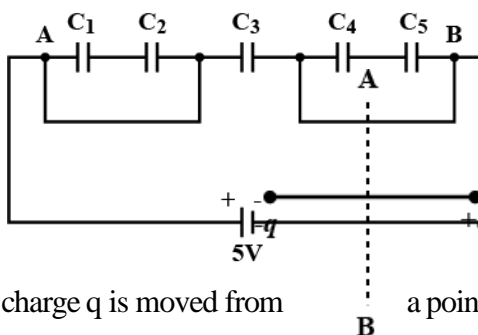 A C1 C2 C3 C4 C5 B
A
+ - -q +
5V
charge q is moved from a poin
B